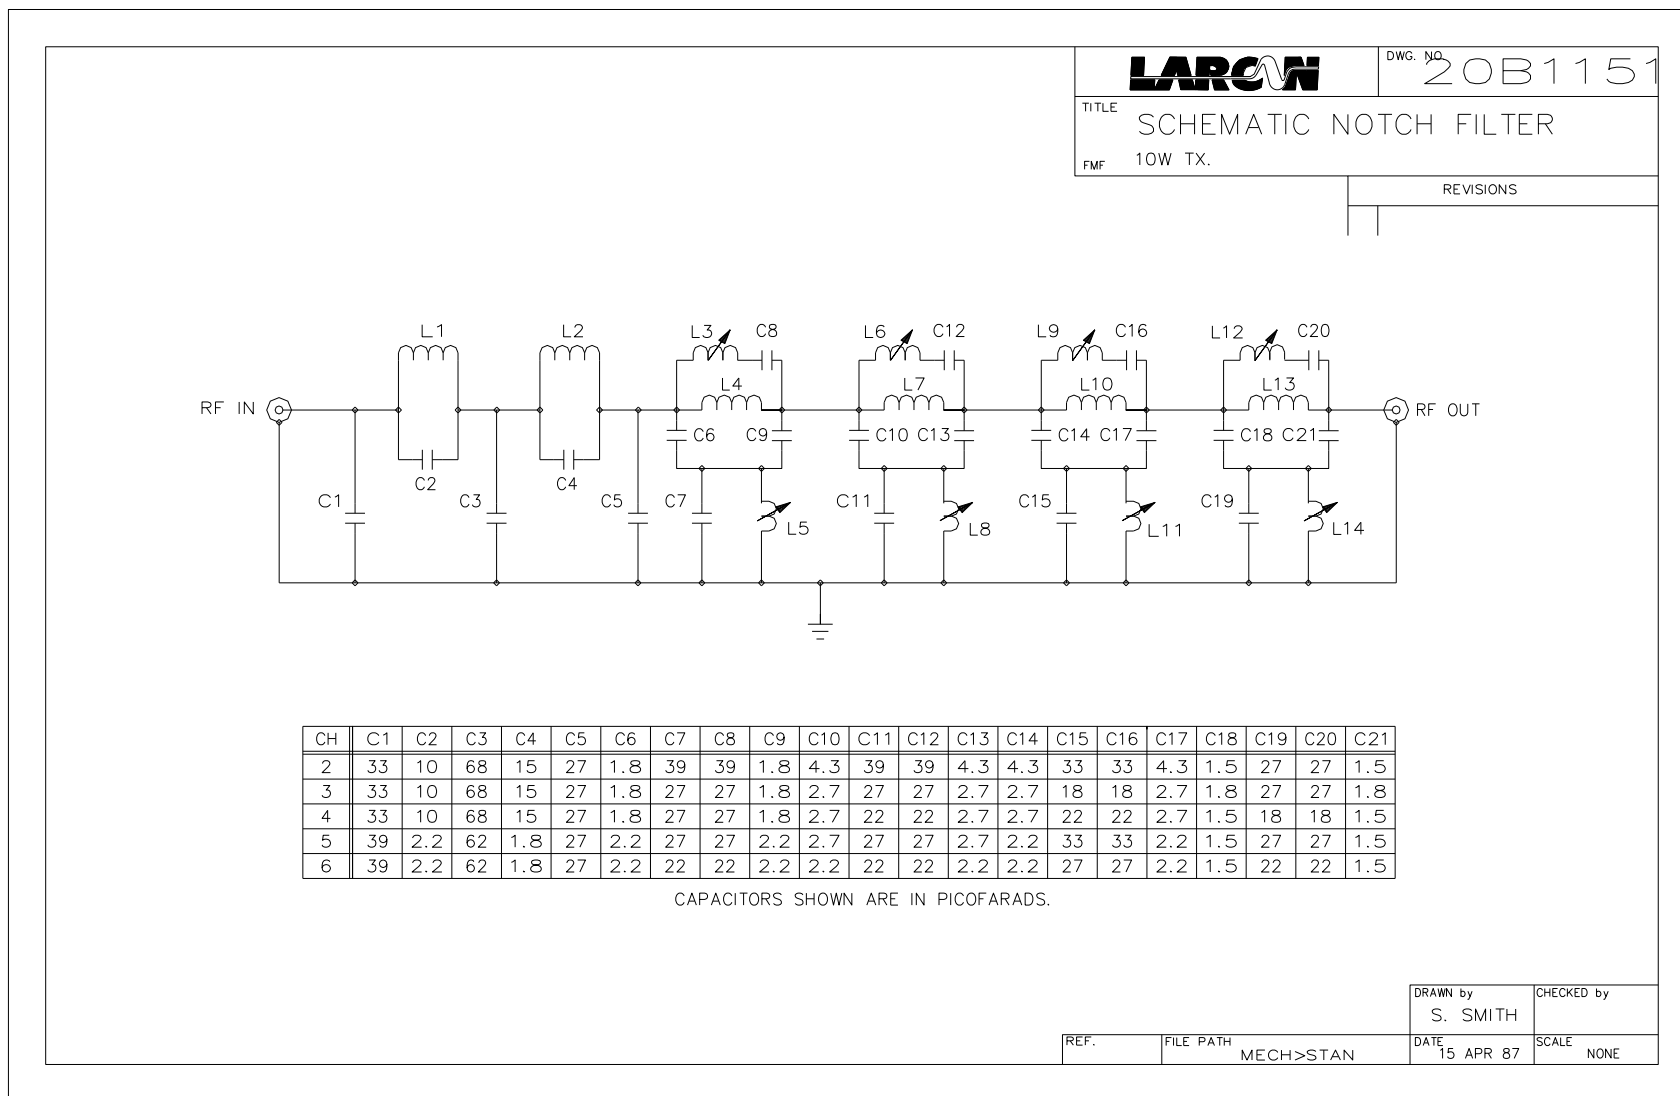 LARCAN
DWG. NO.
20B1151
TITLE
SCHEMATIC NOTCH FILTER
FMF
10W TX.
REVISIONS
L1 L2 L3 C8 L6 C12 L9 C16 L12 C20
L4 L7 L10 L13
RF IN
RF OUT
C6 C9 C10 C13 C14 C17 C18 C21
C2 C4
C1 C3 C5 C7 C11 C15 C19
L5 L8 L11 L14
CH C1 C2 C3 C4 C5 C6 C7 C8 C9 C10 C11 C12 C13 C14 C15 C16 C17 C18 C19 C20 C21
2 33 10 68 15 27 1.8 39 39 1.8 4.3 39 39 4.3 4.3 33 33 4.3 1.5 27 27 1.5
3 33 10 68 15 27 1.8 27 27 1.8 2.7 27 27 2.7 2.7 18 18 2.7 1.8 27 27 1.8
4 33 10 68 15 27 1.8 27 27 1.8 2.7 22 22 2.7 2.7 22 22 2.7 1.5 18 18 1.5
5 39 2.2 62 1.8 27 2.2 27 27 2.2 2.7 27 27 2.7 2.2 33 33 2.2 1.5 27 27 1.5
6 39 2.2 62 1.8 27 2.2 22 22 2.2 2.2 22 22 2.2 2.2 27 27 2.2 1.5 22 22 1.5
CAPACITORS SHOWN ARE IN PICOFARADS.
DRAWN by
S. SMITH
CHECKED by
REF.
FILE PATH
MECH>STAN
DATE
15 APR 87
SCALE
NONE